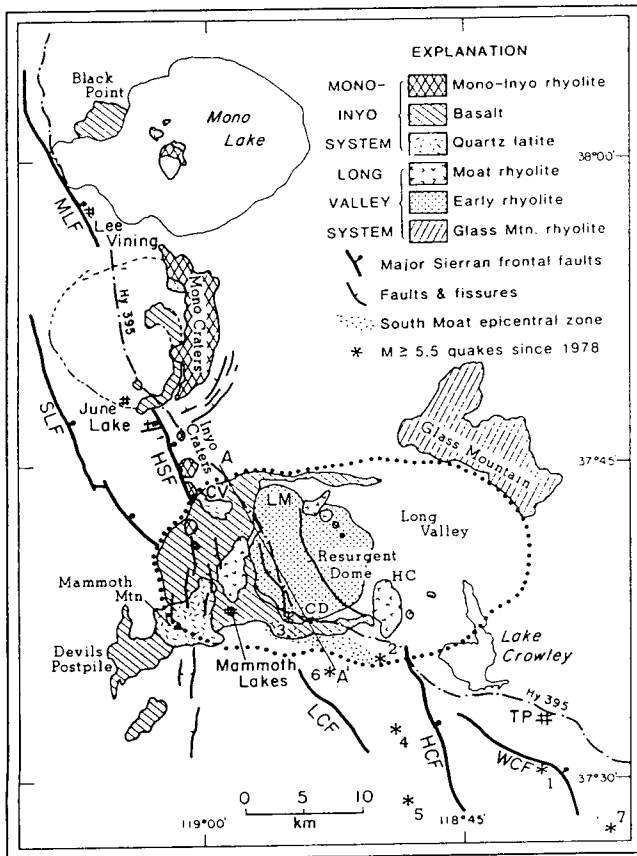 EXPLANATION
MONO-
INYO
SYSTEM
Mono-Inyo rhyolite
Basalt
Quartz latite
LONG
VALLEY
SYSTEM
Moat rhyolite
Early rhyolite
Glass Mtn. rhyolite
Major Sierran frontal faults
Faults & fissures
South Moat epicentral zone
* M ≥ 5.5 quakes since 1978
Black
Point
Mono
Lake
38°00'
MLF
Lee
Vining
Hy 395
Mono Craters
June
Lake
SLF
HSF
Inyo
Craters
A
Glass Mountain
37°45'
CV
LM
Long
Valley
Resurgent
Dome
HC
Mammoth
Mtn
CD
3
Devils
Postpile
Mammoth
Lakes
6
A'
2
Lake
Crowley
Hy 395
TP
LCF
4
HCF
WCF
1
37°30'
5
7
0 5 10
km
119°00'
118°45'